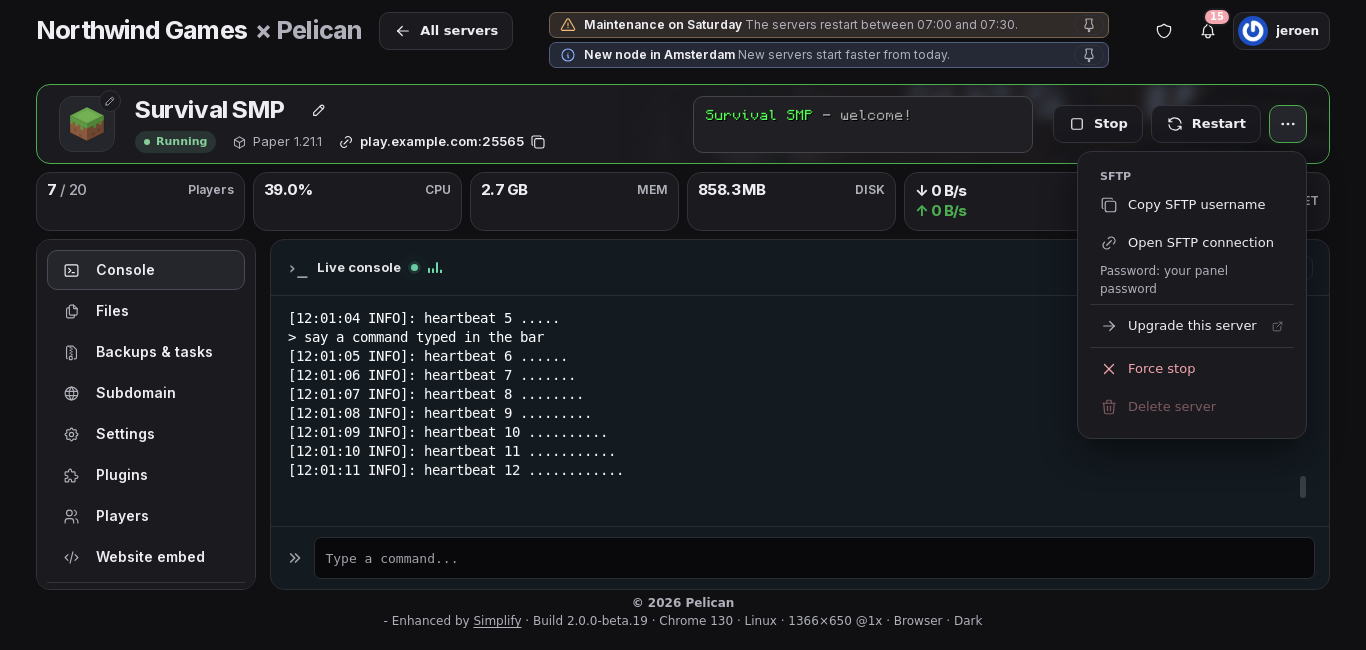 Northwind Games × Pelican
All servers
Maintenance on Saturday The servers restart between 07:00 and 07:30.
New node in Amsterdam New servers start faster from today.
15
jeroen
Survival SMP
Running
Paper 1.21.1
play.example.com:25565
Survival SMP - welcome!
Stop
Restart
7 / 20
Players
39.0%
CPU
2.7 GB
MEM
858.3 MB
DISK
↓ 0 B/s
↑ 0 B/s
SFTP
Copy SFTP username
Open SFTP connection
Password: your panel
password
Upgrade this server
Force stop
Delete server
Console
Files
Backups & tasks
Subdomain
Settings
Plugins
Players
Website embed
Live console
[12:01:04 INFO]: heartbeat 5 .....
> say a command typed in the bar
[12:01:05 INFO]: heartbeat 6 ......
[12:01:06 INFO]: heartbeat 7 .......
[12:01:07 INFO]: heartbeat 8 ........
[12:01:08 INFO]: heartbeat 9 .........
[12:01:09 INFO]: heartbeat 10 ..........
[12:01:10 INFO]: heartbeat 11 ...........
[12:01:11 INFO]: heartbeat 12 ............
Type a command...
© 2026 Pelican
- Enhanced by Simplify · Build 2.0.0-beta.19 · Chrome 130 · Linux · 1366×650 @1x · Browser · Dark